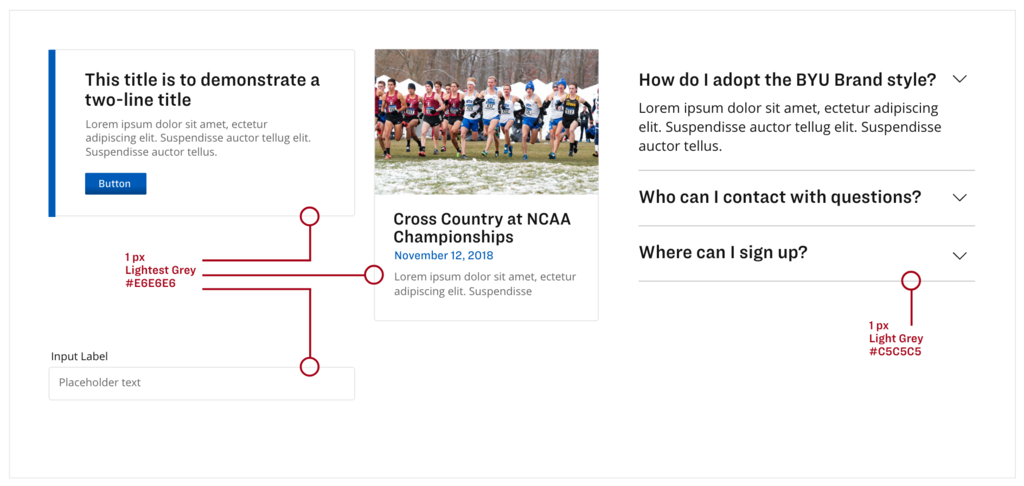 This title is to demonstrate a
two-line title
Lorem ipsum dolor sit amet, ectetur
adipiscing elit. Suspendisse auctor tellug elit.
Suspendisse auctor tellus.
Button
1 px
Lightest Grey
#E6E6E6
Input Label
Placeholder text
Cross Country at NCAA
Championships
November 12, 2018
Lorem ipsum dolor sit amet, ectetur
adipiscing elit. Suspendisse
How do I adopt the BYU Brand style?
Lorem ipsum dolor sit amet, ectetur adipiscing
elit. Suspendisse auctor tellug elit. Suspendisse
auctor tellus.
Who can I contact with questions?
Where can I sign up?
1 px
Light Grey
#C5C5C5